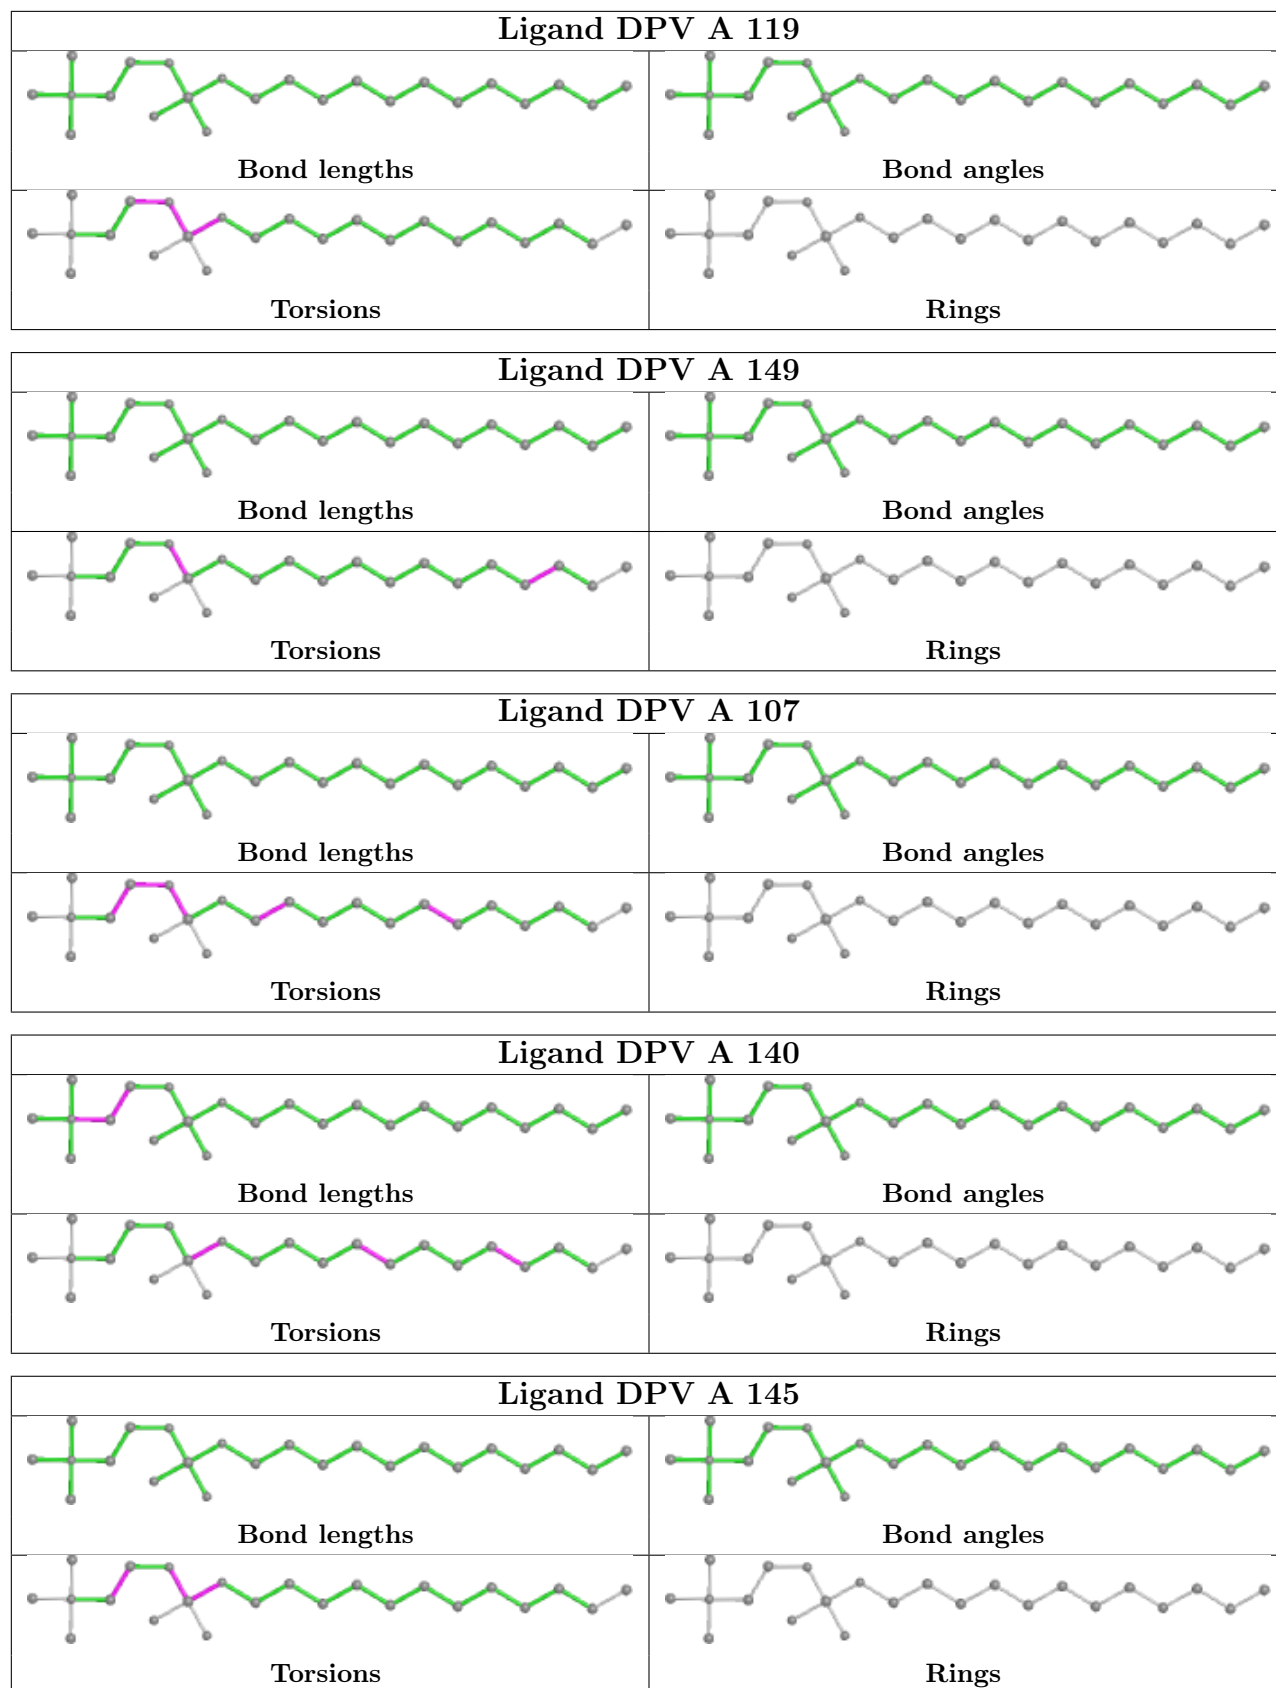 Ligand DPV A 119
Bond lengths Bond angles
Torsions Rings
Ligand DPV A 149
Bond lengths Bond angles
Torsions Rings
Ligand DPV A 107
Bond lengths Bond angles
Torsions Rings
Ligand DPV A 140
Bond lengths Bond angles
Torsions Rings
Ligand DPV A 145
Bond lengths Bond angles
Torsions Rings